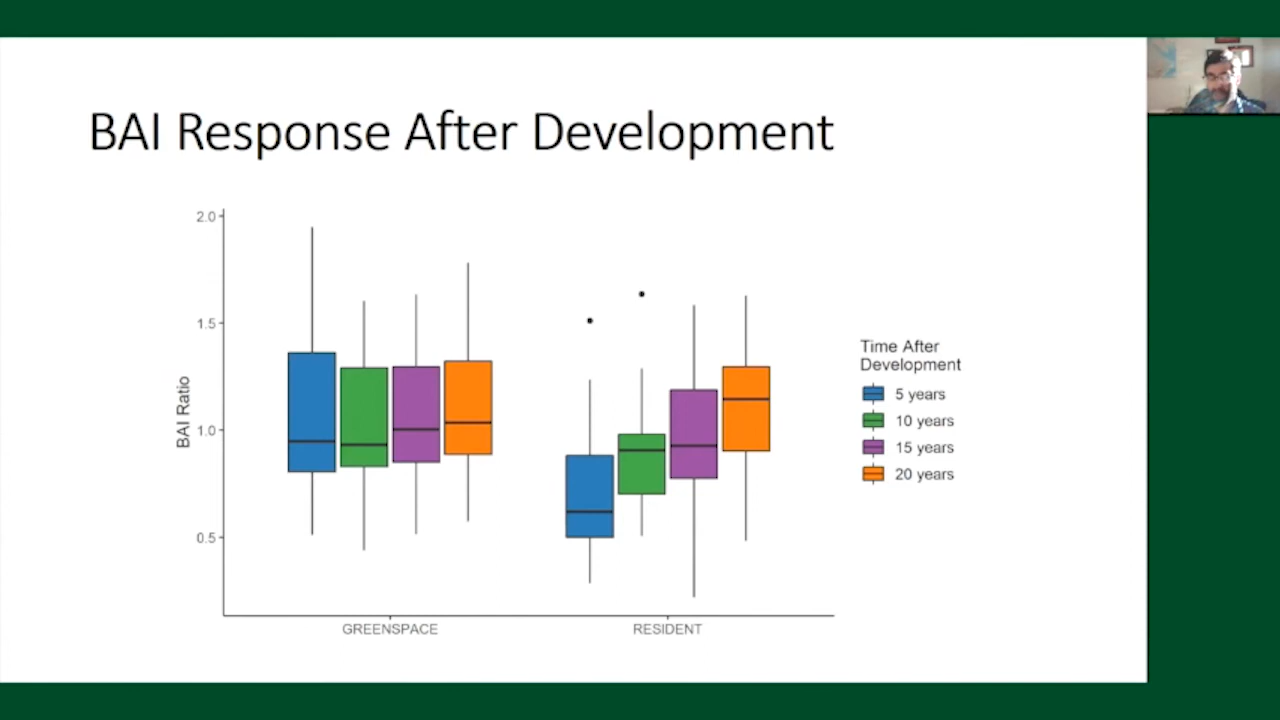 BAI Response After Development
2.0
1.5
1.0
0.5
BAI Ratio
GREENSPACE
RESIDENT
Time After
Development
5 years
10 years
15 years
20 years